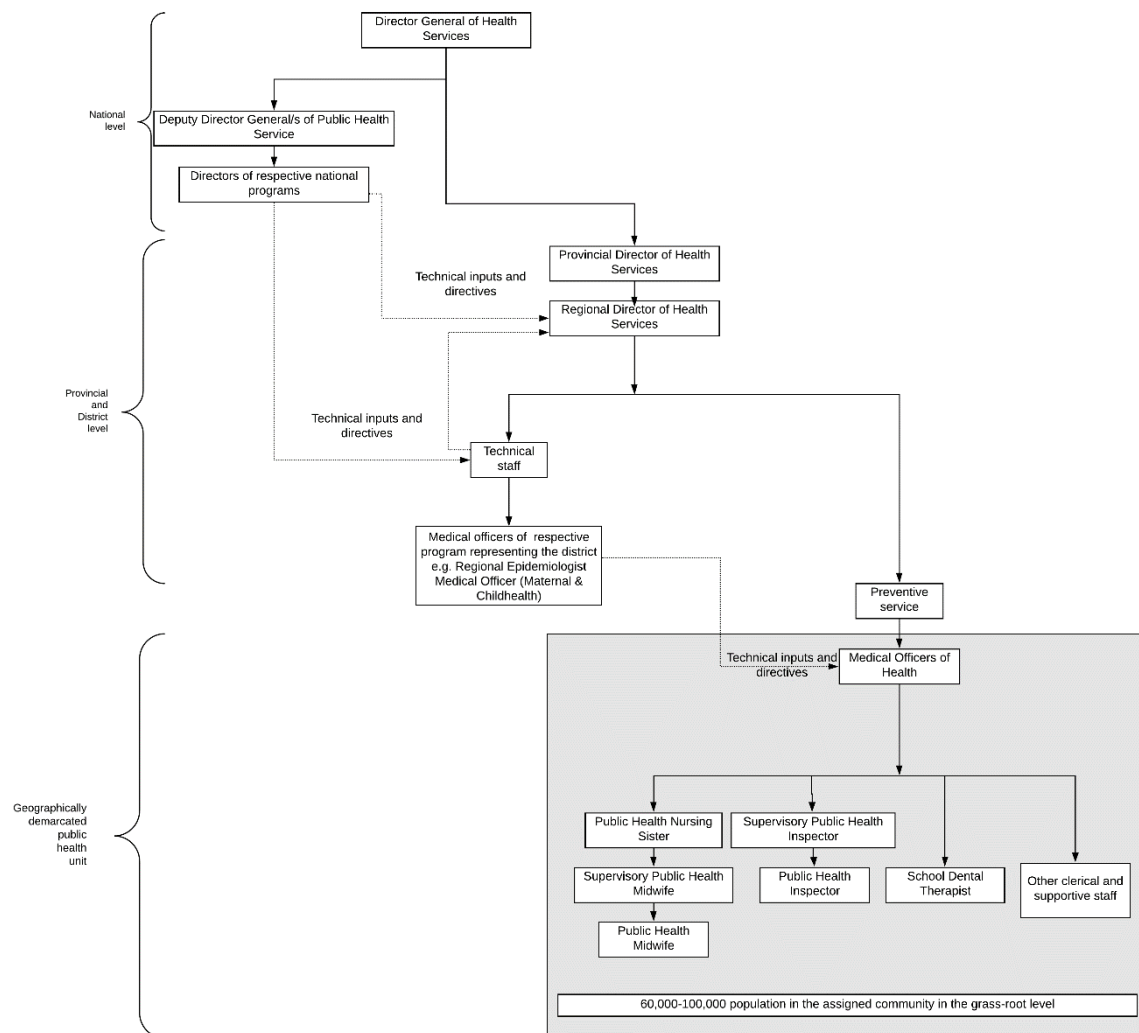 Director General of Health
Services
National
level
Deputy Director General/s of Public Health
Service
Directors of respective national
programs
Provincial Director of Health
Services
Technical inputs and
directives
Regional Director of Health
Services
Provincial
and
District
level
Technical inputs and
directives
Technical
staff
Medical officers of respective
program representing the district
e.g. Regional Epidemiologist
Medical Officer (Maternal &
Childhealth)
Preventive
service
Technical inputs and
directives
Medical Officers of
Health
Geographically
demarcated
public
health
unit
Public Health Nursing
Sister
Supervisory Public Health
Inspector
Supervisory Public Health
Midwife
Public Health
Inspector
School Dental
Therapist
Other clerical and
supportive staff
Public Health
Midwife
60,000-100,000 population in the assigned community in the grass-root level